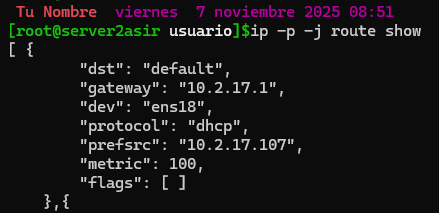 Tu Nombre viernes 7 noviembre 2025 08:51
[root@server2asir usuario]$ip -p -j route show
[ {
"dst": "default",
"gateway": "10.2.17.1",
"dev": "ens18",
"protocol": "dhcp",
"prefsrc": "10.2.17.107",
"metric": 100,
"flags": [ ]
},{